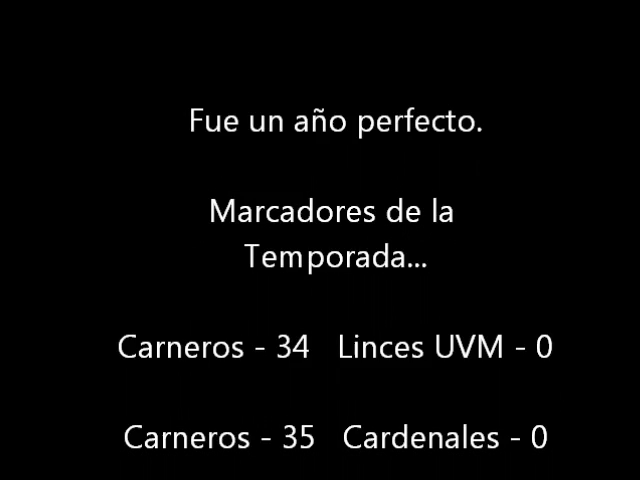 Fue un año perfecto.
Marcadores de la
Temporada...
Carneros - 34   Linces UVM - 0
Carneros - 35   Cardenales - 0